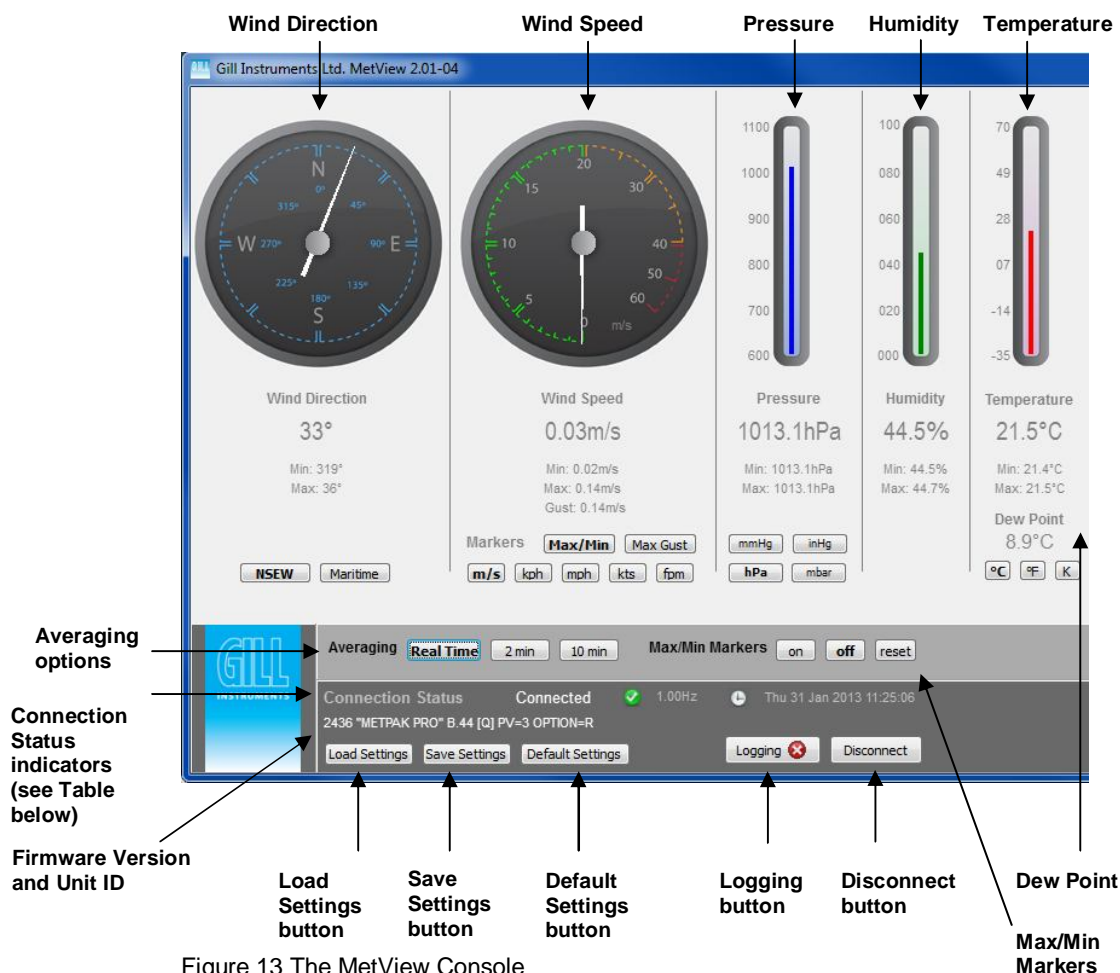 Wind Direction
Wind Speed
Pressure
Humidity
Temperature
Gill Instruments Ltd. MetView 2.01-04
N
0°
45°
90°
E
135°
180°
S
225°
270°
W
315°
20
30
40
50
60
m/s
0
5
10
15
1100
1000
900
800
700
600
100
080
060
040
020
000
70
49
28
07
-14
-35
Wind Direction
33°
Min: 319°
Max: 36°
NSEW Maritime
Wind Speed
0.03m/s
Min: 0.02m/s
Max: 0.14m/s
Gust: 0.14m/s
Markers Max/Min Max Gust
m/s kph mph kts fpm
Pressure
1013.1hPa
Min: 1013.1hPa
Max: 1013.1hPa
mmHg inHg
hPa mbar
Humidity
44.5%
Min: 44.5%
Max: 44.7%
Temperature
21.5°C
Min: 21.4°C
Max: 21.5°C
Dew Point
8.9°C
°C °F K
GILL
INSTRUMENTS
Averaging Real Time 2 min 10 min Max/Min Markers on off reset
Connection Status Connected 1.00Hz Thu 31 Jan 2013 11:25:06
2436 "METPAK PRO" B.44 [Q] PV=3 OPTION=R
Load Settings Save Settings Default Settings Logging Disconnect
Averaging
options
Connection
Status
indicators
(see Table
below)
Firmware Version
and Unit ID
Load
Settings
button
Save
Settings
button
Default
Settings
button
Logging
button
Disconnect
button
Dew Point
Max/Min
Markers
Figure 13 The MetView Console